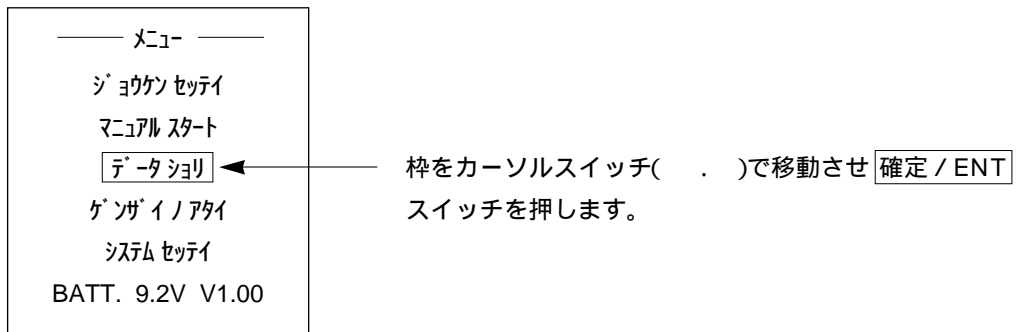 メニュー
ジョウケン セッテイ
マニュアル スタート
データ ショリ
ゲンザイ ノ アタイ
システム セッテイ
BATT. 9.2V V1.00
枠をカーソルスイッチ( . )で移動させ 確定 / ENT
スイッチを押します。